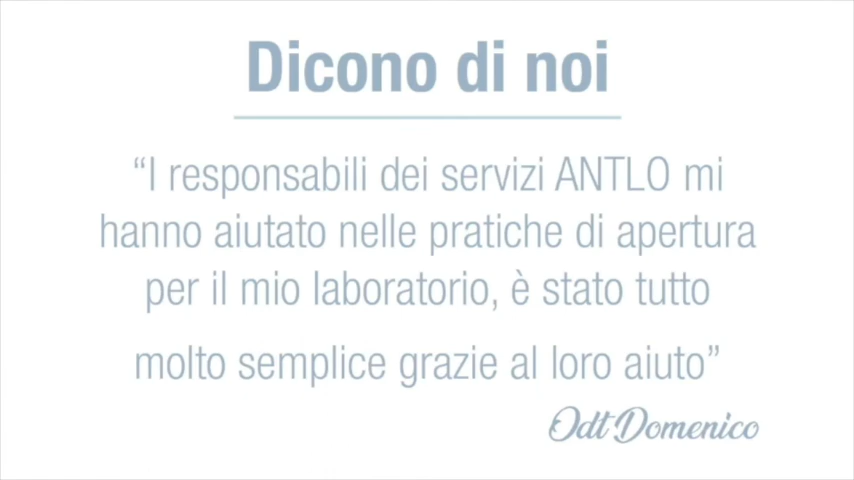 Dicono di noi
“I responsabili dei servizi ANTLO mi
hanno aiutato nelle pratiche di apertura
per il mio laboratorio, è stato tutto
molto semplice grazie al loro aiuto”
Odt Domenico